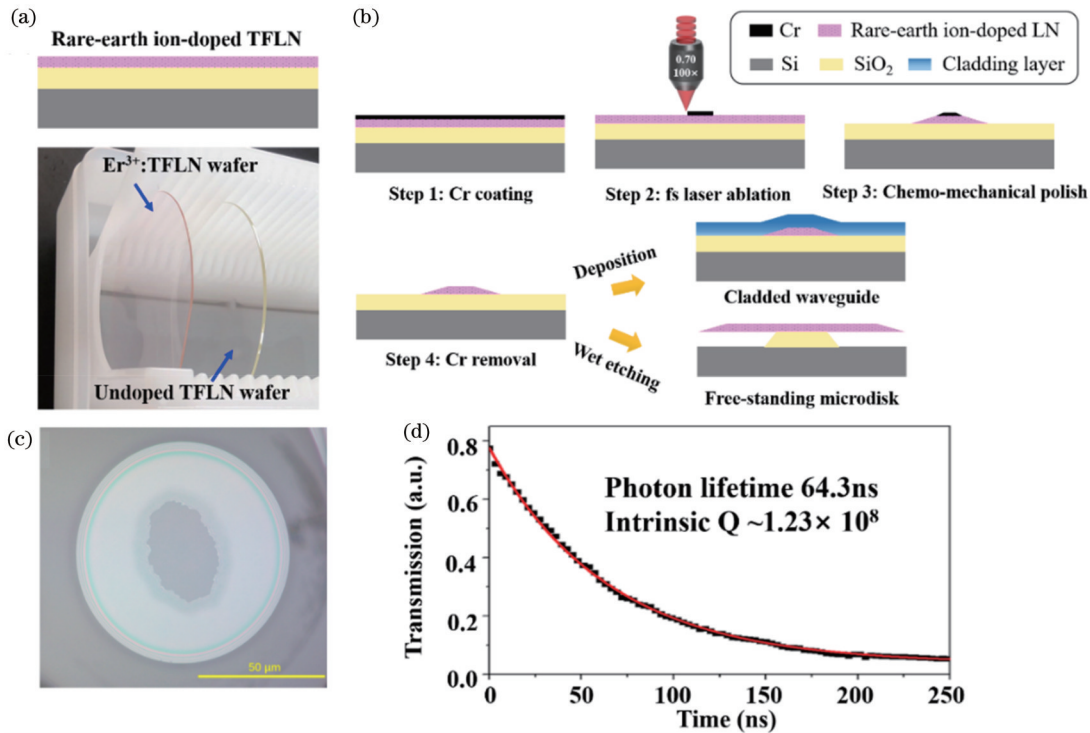 (a)
Rare-earth ion-doped TFLN
Er³⁺:TFLN wafer
Undoped TFLN wafer
(b)
0.70
100×
Cr
Rare-earth ion-doped LN
Si
SiO₂
Cladding layer
Step 1: Cr coating
Step 2: fs laser ablation
Step 3: Chemo-mechanical polish
Step 4: Cr removal
Deposition
Wet etching
Cladded waveguide
Free-standing microdisk
(c)
50 μm
(d)
Transmission (a.u.)
0.8
0.6
0.4
0.2
0.0
Photon lifetime 64.3ns
Intrinsic Q ~1.23× 10⁸
0
50
100
150
200
250
Time (ns)